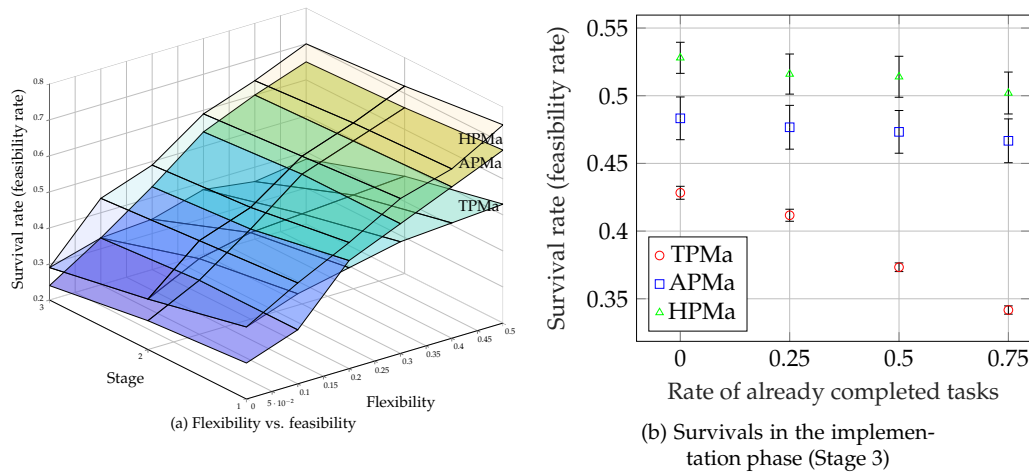 0.8
0.7
0.6
0.5
0.4
0.3
0.2
Survival rate (feasibility rate)
3
2
1
Stage
0
5 · 10⁻²
0.1
0.15
0.2
0.25
0.3
0.35
0.4
0.45
0.5
Flexibility
HPMa
APMa
TPMa
(a) Flexibility vs. feasibility
0.55
0.5
0.45
0.4
0.35
Survival rate (feasibility rate)
TPMa
APMa
HPMa
0
0.25
0.5
0.75
Rate of already completed tasks
(b) Survivals in the implemen-
tation phase (Stage 3)